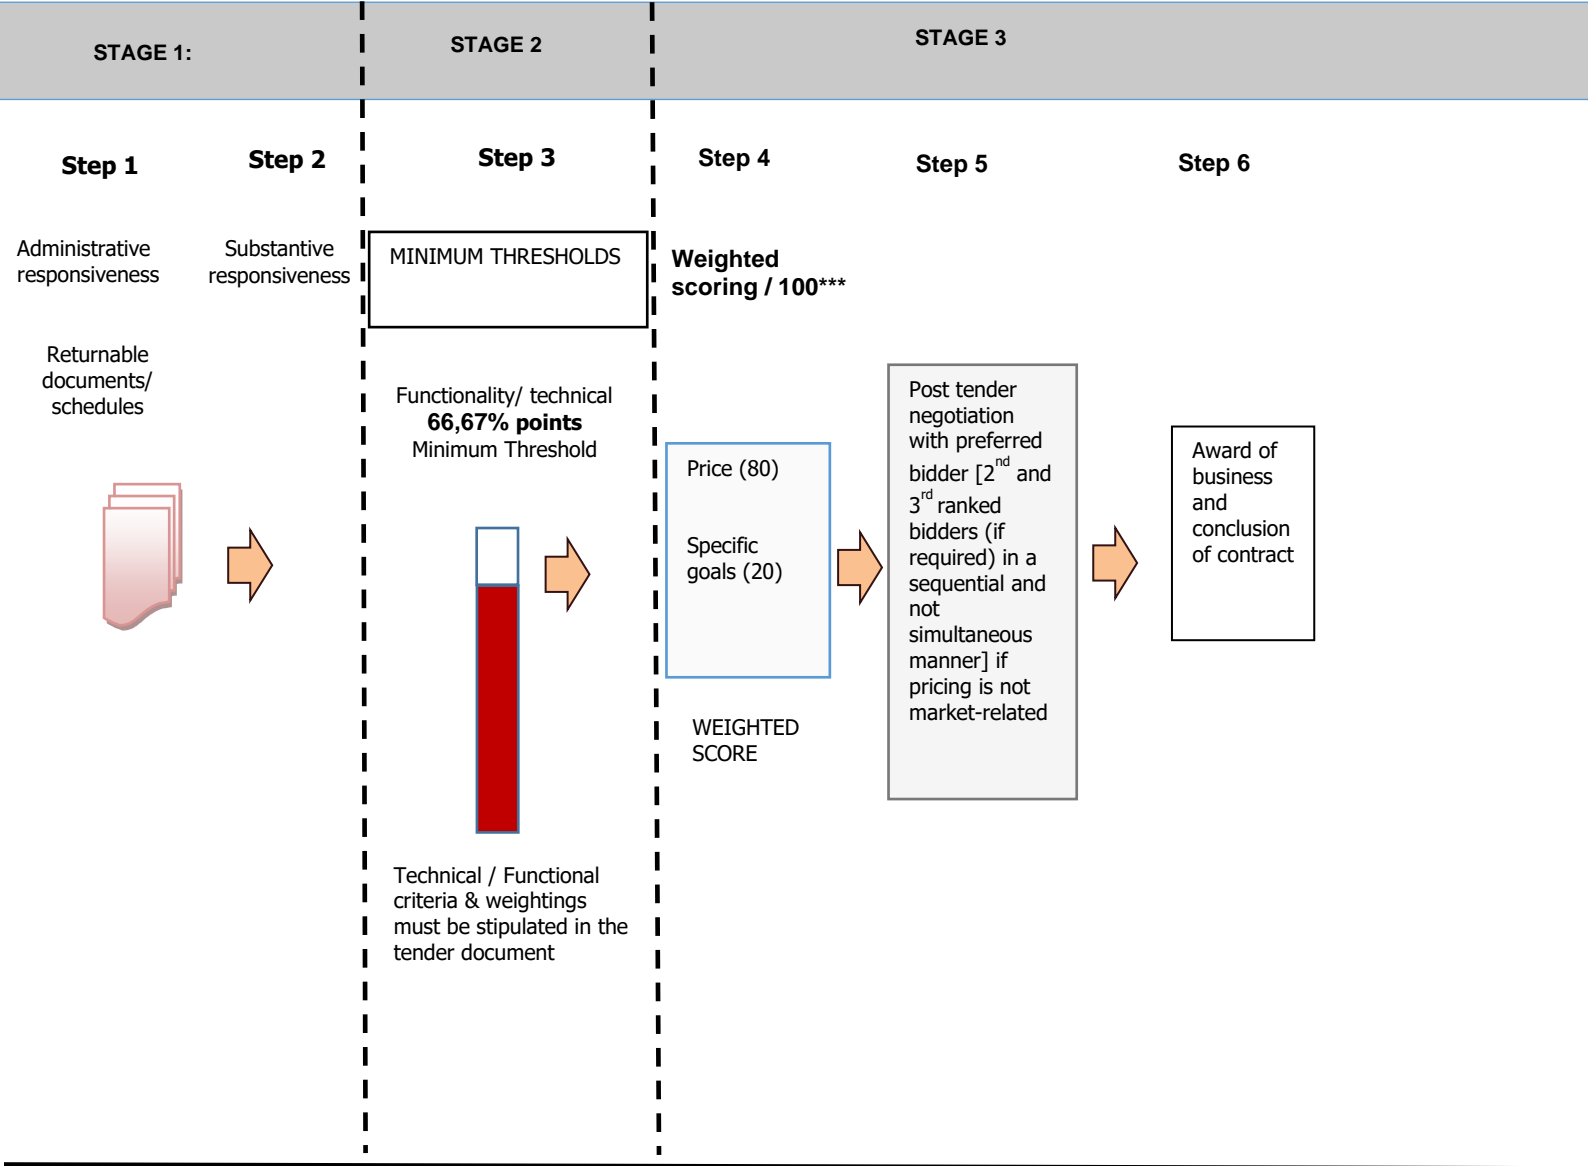 STAGE 1:
STAGE 2
STAGE 3
Step 1
Step 2
Step 3
Step 4
Step 5
Step 6
Administrative
responsiveness
Substantive
responsiveness
MINIMUM THRESHOLDS
Weighted
scoring / 100***
Returnable
documents/
schedules
Functionality/ technical
66,67% points
Minimum Threshold
Price (80)
Specific
goals (20)
WEIGHTED
SCORE
Post tender
negotiation
with preferred
bidder [2nd and
3rd ranked
bidders (if
required) in a
sequential and
not
simultaneous
manner] if
pricing is not
market-related
Award of
business
and
conclusion
of contract
Technical / Functional
criteria & weightings
must be stipulated in the
tender document